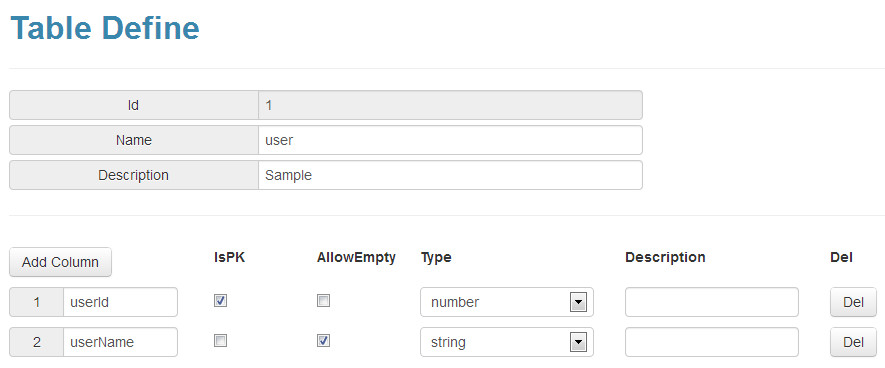 Table Define
Id 1
Name user
Description Sample
Add Column IsPK AllowEmpty Type Description Del
1 userId number Del
2 userName string Del